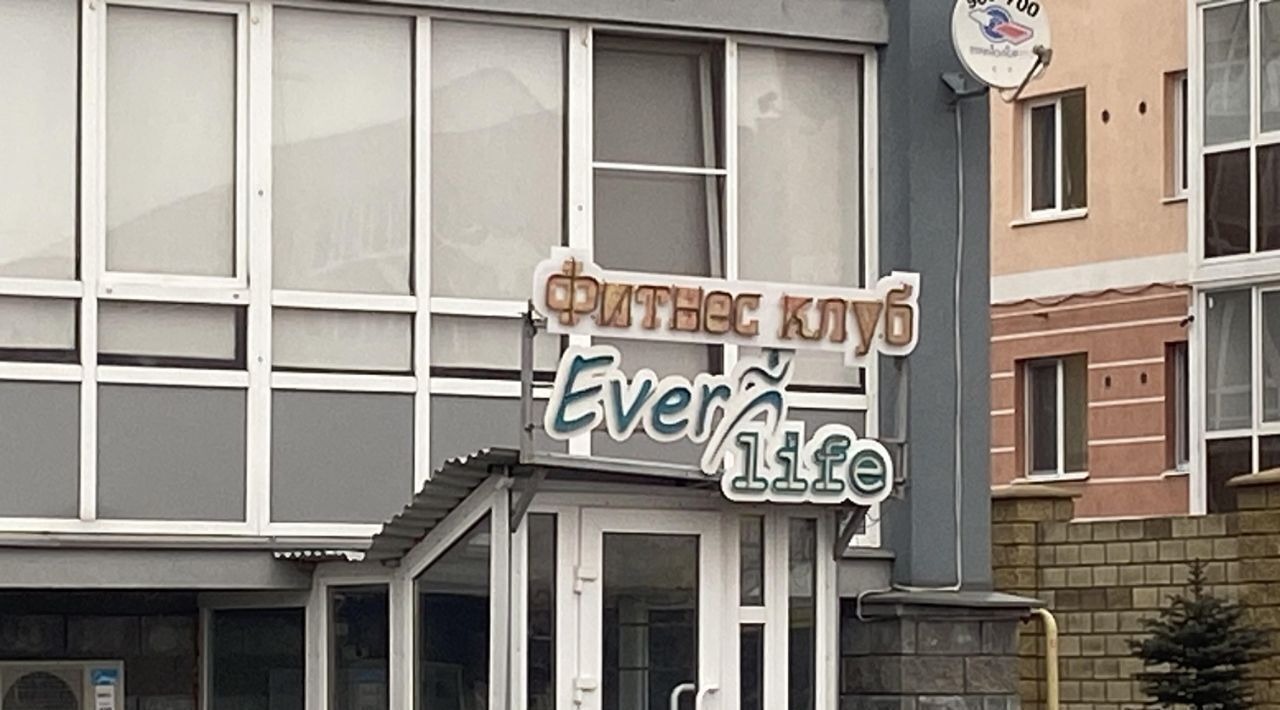 Фитнес клуб
Ever
life